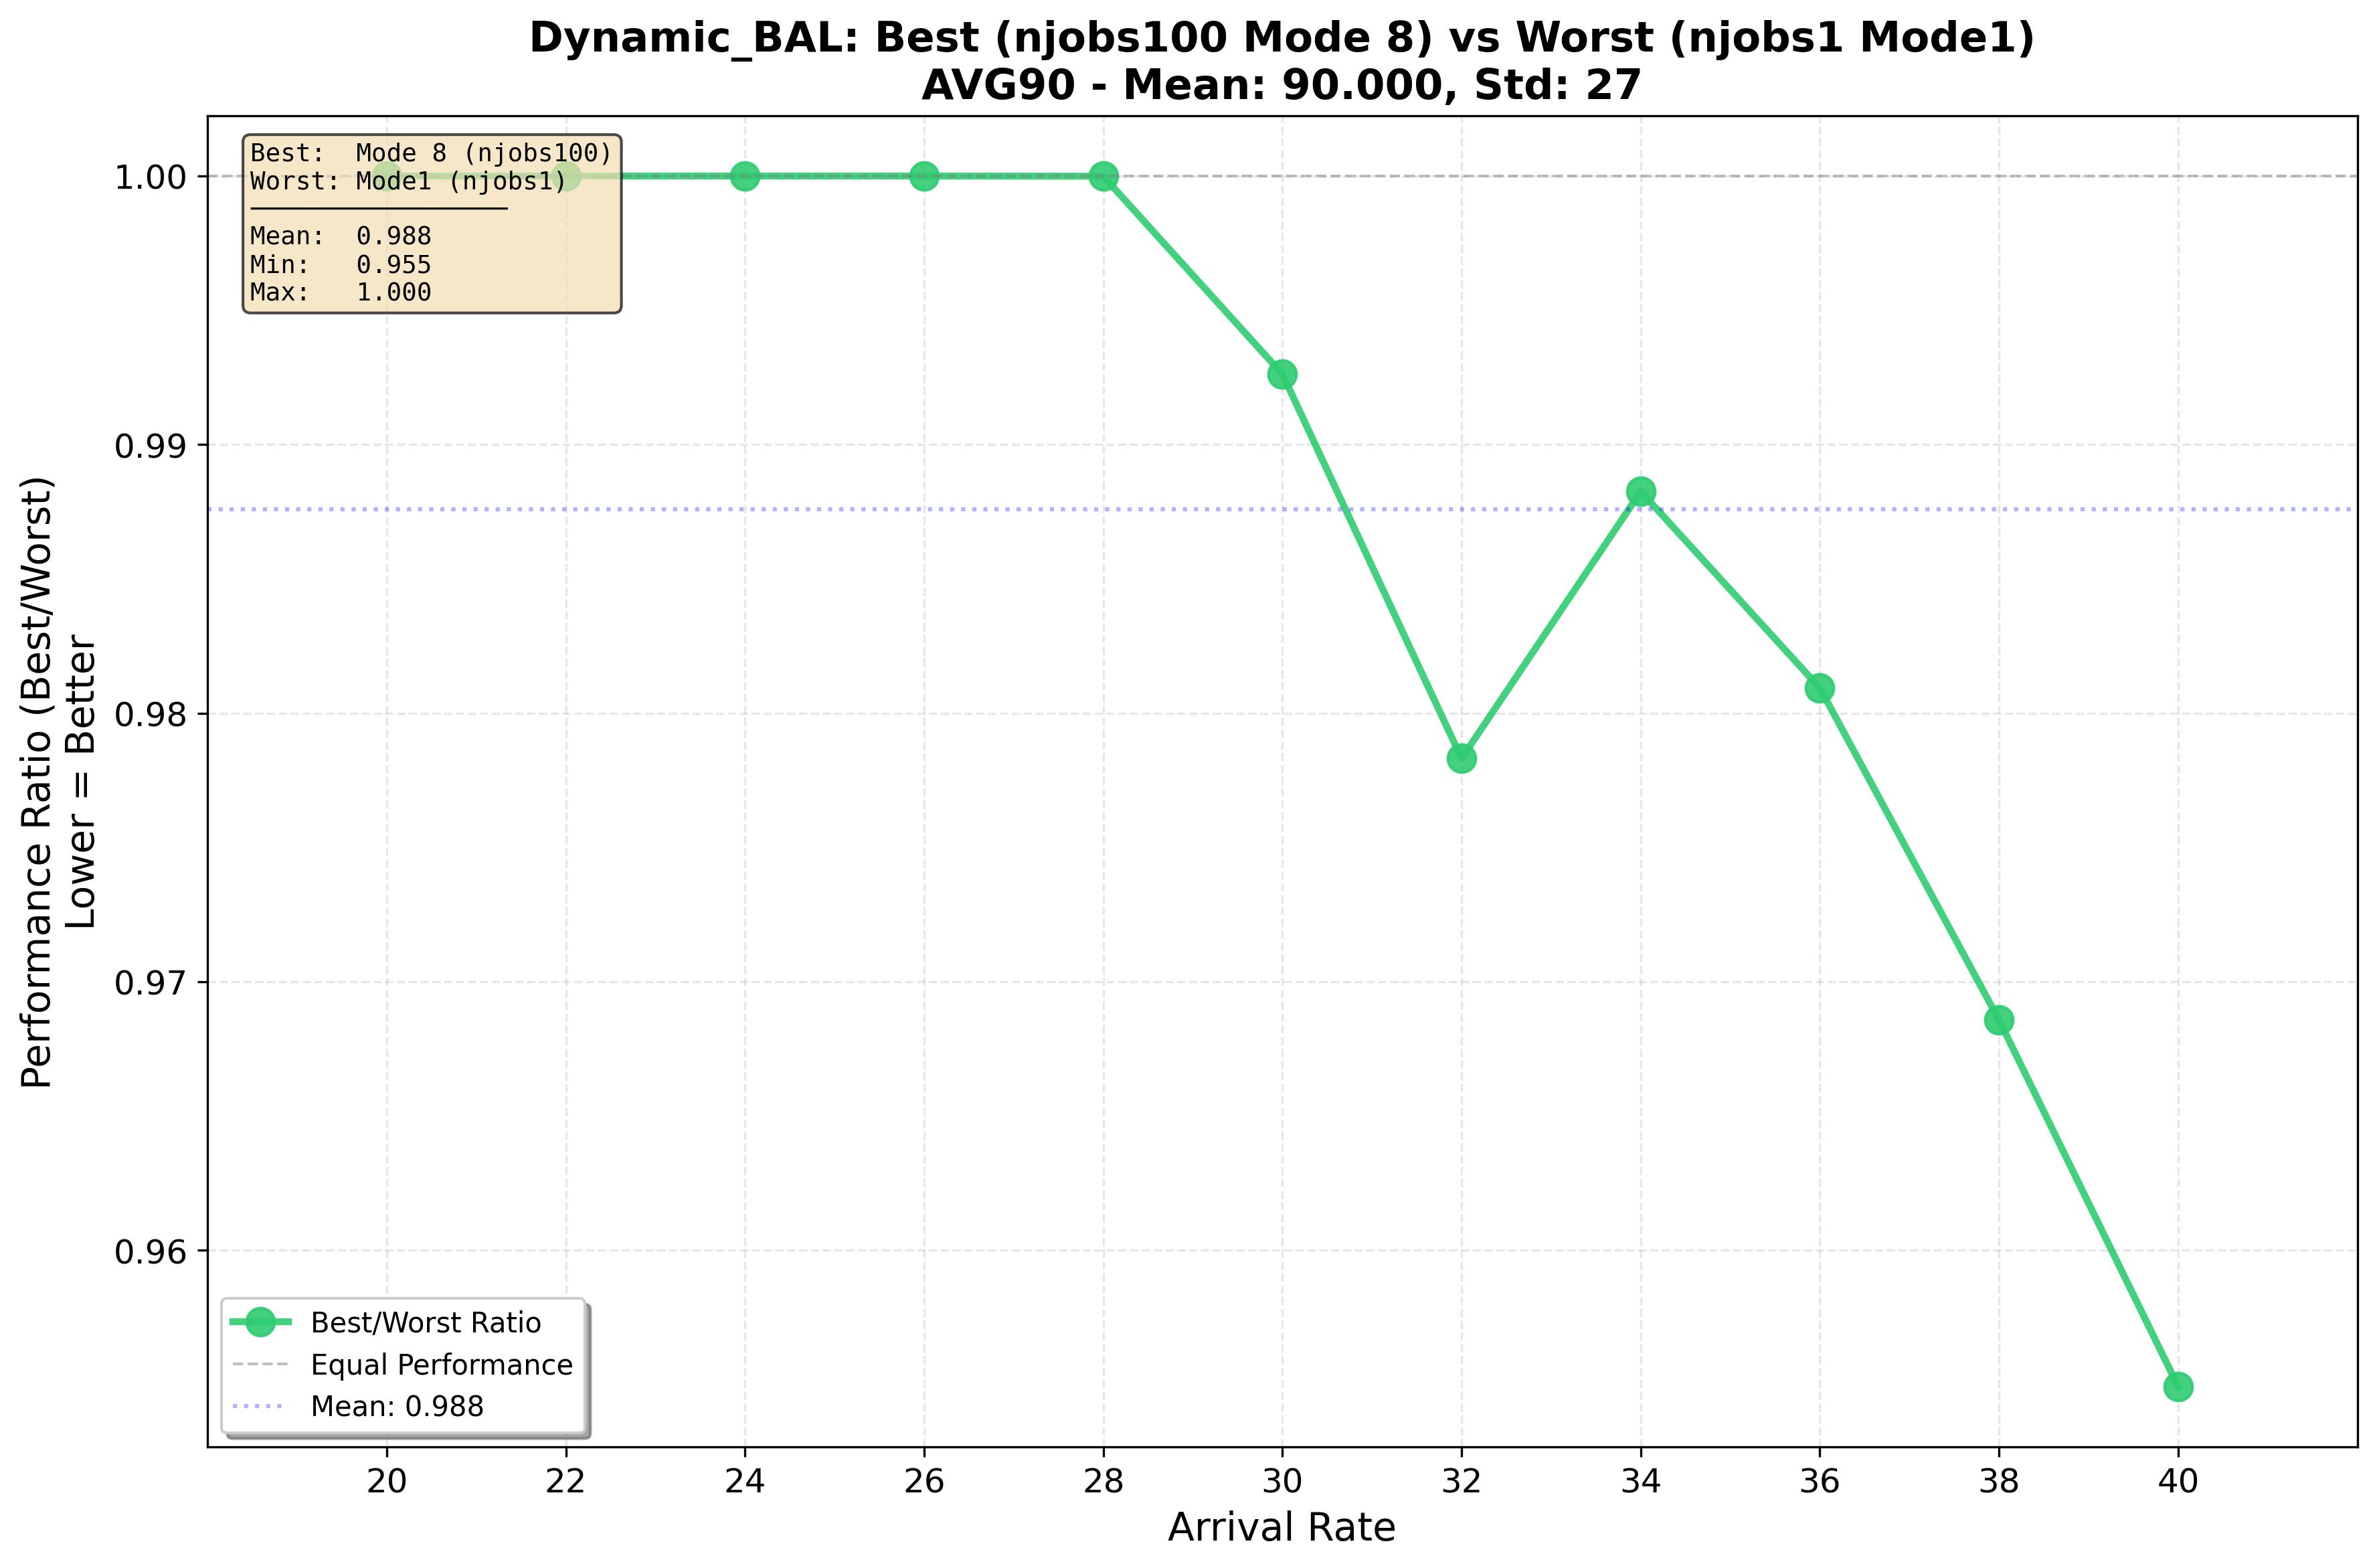 Dynamic_BAL: Best (njobs100 Mode 8) vs Worst (njobs1 Mode1)
AVG90 - Mean: 90.000, Std: 27
Best:  Mode 8 (njobs100)
Worst: Mode1 (njobs1)
Mean:  0.988
Min:   0.955
Max:   1.000
1.00
0.99
0.98
0.97
0.96
Performance Ratio (Best/Worst)
Lower = Better
Best/Worst Ratio
Equal Performance
Mean: 0.988
20 22 24 26 28 30 32 34 36 38 40
Arrival Rate